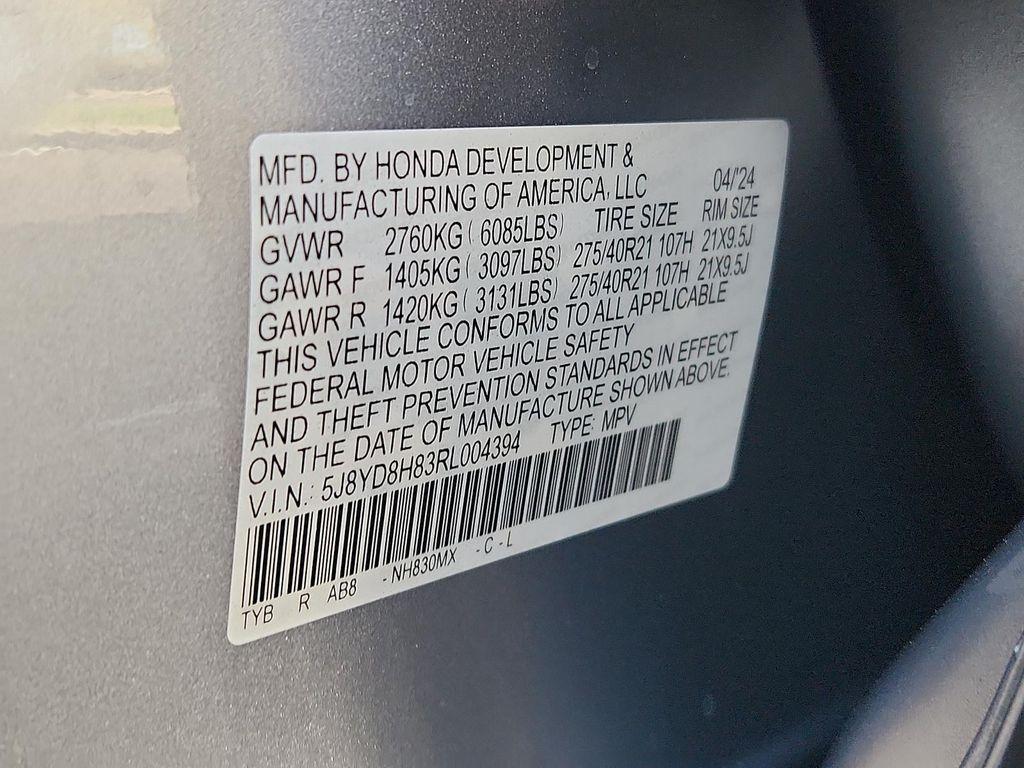 MFD. BY HONDA DEVELOPMENT &
MANUFACTURING OF AMERICA, LLC 04/'24
GVWR 2760KG ( 6085LBS) TIRE SIZE RIM SIZE
GAWR F 1405KG ( 3097LBS) 275/40R21 107H 21X9.5J
GAWR R 1420KG ( 3131LBS) 275/40R21 107H 21X9.5J
THIS VEHICLE CONFORMS TO ALL APPLICABLE
FEDERAL MOTOR VEHICLE SAFETY
AND THEFT PREVENTION STANDARDS IN EFFECT
ON THE DATE OF MANUFACTURE SHOWN ABOVE.
V.I.N.: 5J8YD8H83RL004394 TYPE: MPV
TYB R AB8 - NH830MX - C - L